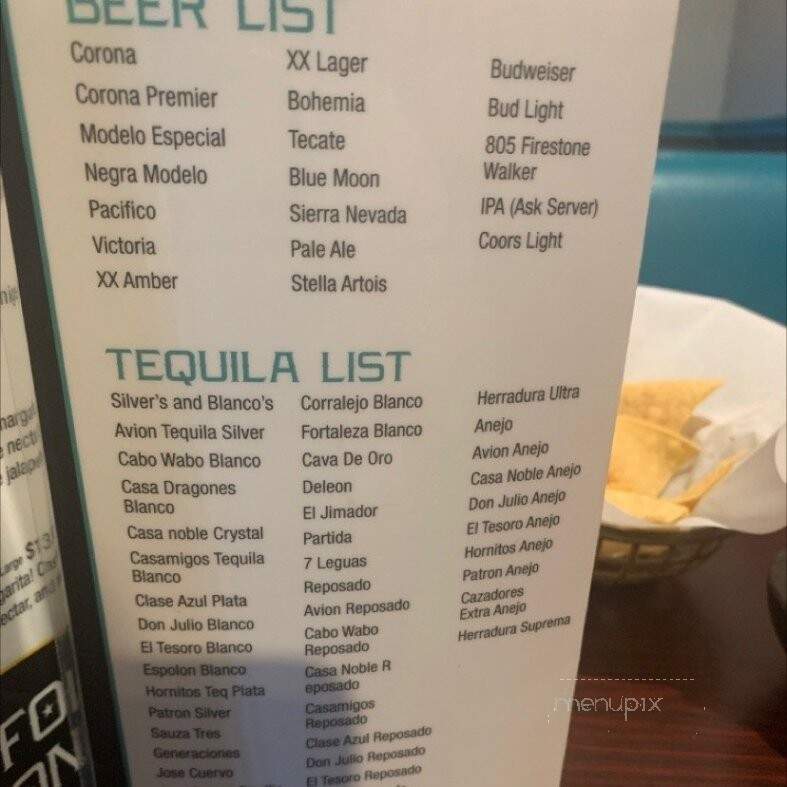 BEER LIST
Corona
Corona Premier
Modelo Especial
Negra Modelo
Pacifico
Victoria
XX Amber
XX Lager
Bohemia
Tecate
Blue Moon
Sierra Nevada
Pale Ale
Stella Artois
Budweiser
Bud Light
805 Firestone
Walker
IPA (Ask Server)
Coors Light
TEQUILA LIST
Silver's and Blanco's
Avion Tequila Silver
Cabo Wabo Blanco
Casa Dragones
Blanco
Casa noble Crystal
Casamigos Tequila
Blanco
Clase Azul Plata
Don Julio Blanco
El Tesoro Blanco
Espolon Blanco
Hornitos Teq Plata
Patron Silver
Sauza Tres
Generaciones
Jose Cuervo
Corralejo Blanco
Fortaleza Blanco
Cava De Oro
Deleon
El Jimador
Partida
7 Leguas
Reposado
Avion Reposado
Cabo Wabo
Reposado
Casa Noble R
eposado
Casamigos
Reposado
Clase Azul Reposado
Don Julio Reposado
El Tesoro Reposado
Herradura Ultra
Anejo
Avion Anejo
Casa Noble Anejo
Don Julio Anejo
El Tesoro Anejo
Hornitos Anejo
Patron Anejo
Cazadores
Extra Anejo
Herradura Suprema
menupix